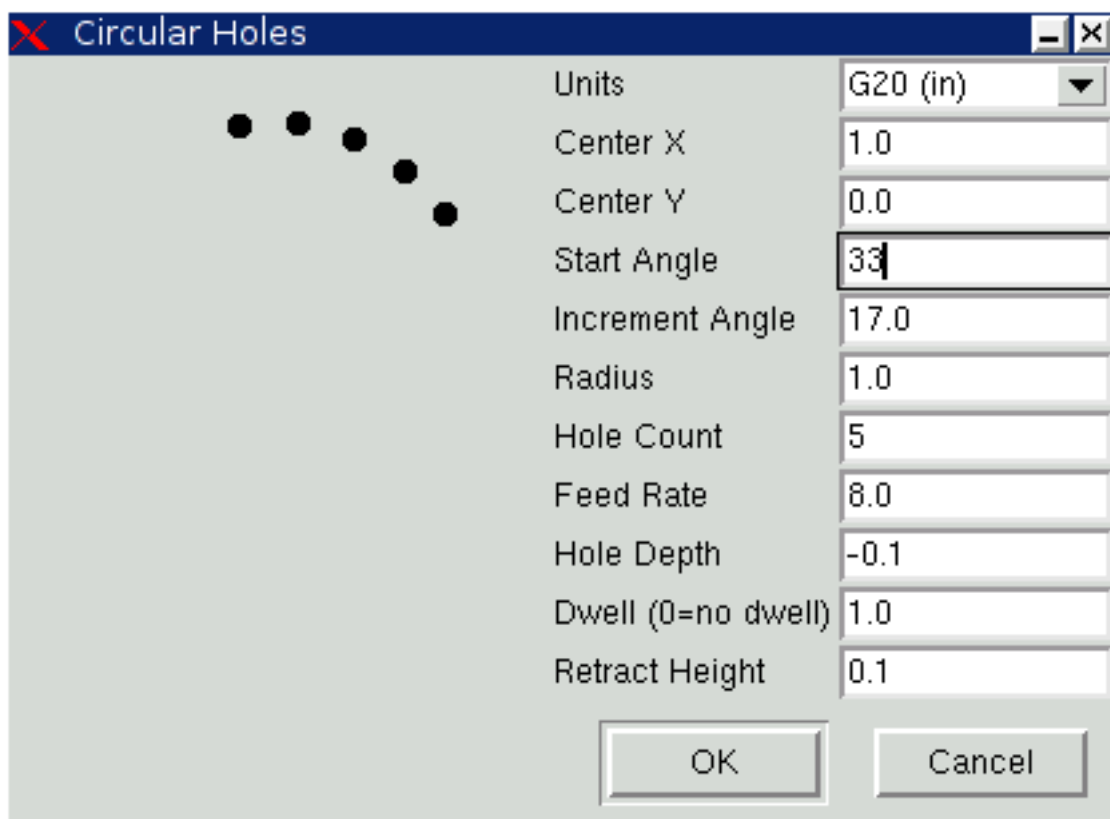 Circular Holes
Units G20 (in)
Center X 1.0
Center Y 0.0
Start Angle 33
Increment Angle 17.0
Radius 1.0
Hole Count 5
Feed Rate 8.0
Hole Depth -0.1
Dwell (0=no dwell) 1.0
Retract Height 0.1
OK Cancel